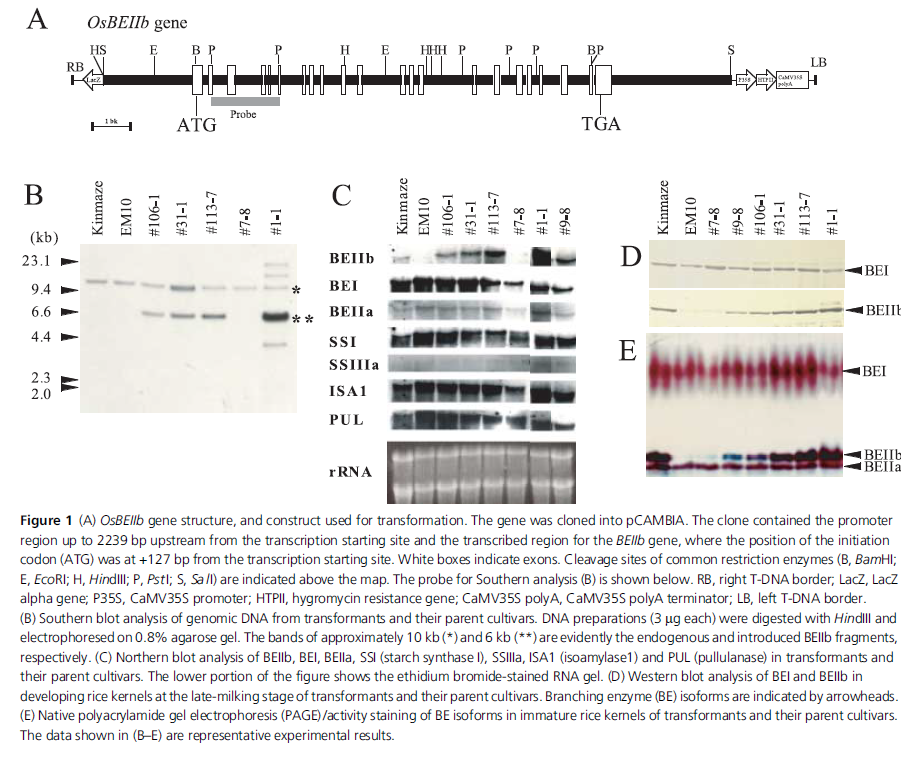 A
OsBEIIb gene
HS E B P P H E HHH P P P BP S
RB LB
LacZ P35S HTPII CaMV35S polyA
Probe
1 bk
ATG TGA
B
Kinmaze EM10 #106-1 #31-1 #113-7 #7-8 #1-1
(kb)
23.1
9.4 *
6.6 **
4.4
2.3
2.0
C
Kinmaze EM10 #106-1 #31-1 #113-7 #7-8 #1-1 #9-8
BEIIb
BEI
BEIIa
SSI
SSIIIa
ISA1
PUL
rRNA
D
Kinmaze EM10 #7-8 #9-8 #106-1 #31-1 #113-7 #1-1
BEI
BEIIb
E
BEI
BEIIb
BEIIa
Figure 1 (A) OsBEIIb gene structure, and construct used for transformation. The gene was cloned into pCAMBIA. The clone contained the promoter
region up to 2239 bp upstream from the transcription starting site and the transcribed region for the BEIIb gene, where the position of the initiation
codon (ATG) was at +127 bp from the transcription starting site. White boxes indicate exons. Cleavage sites of common restriction enzymes (B, BamHI;
E, EcoRI; H, HindIII; P, PstI; S, SalI) are indicated above the map. The probe for Southern analysis (B) is shown below. RB, right T-DNA border; LacZ, LacZ
alpha gene; P35S, CaMV35S promoter; HTPII, hygromycin resistance gene; CaMV35S polyA, CaMV35S polyA terminator; LB, left T-DNA border.
(B) Southern blot analysis of genomic DNA from transformants and their parent cultivars. DNA preparations (3 μg each) were digested with HindIII and
electrophoresed on 0.8% agarose gel. The bands of approximately 10 kb (*) and 6 kb (**) are evidently the endogenous and introduced BEIIb fragments,
respectively. (C) Northern blot analysis of BEIIb, BEI, BEIIa, SSI (starch synthase I), SSIIIa, ISA1 (isoamylase1) and PUL (pullulanase) in transformants and
their parent cultivars. The lower portion of the figure shows the ethidium bromide-stained RNA gel. (D) Western blot analysis of BEI and BEIIb in
developing rice kernels at the late-milking stage of transformants and their parent cultivars. Branching enzyme (BE) isoforms are indicated by arrowheads.
(E) Native polyacrylamide gel electrophoresis (PAGE)/activity staining of BE isoforms in immature rice kernels of transformants and their parent cultivars.
The data shown in (B–E) are representative experimental results.